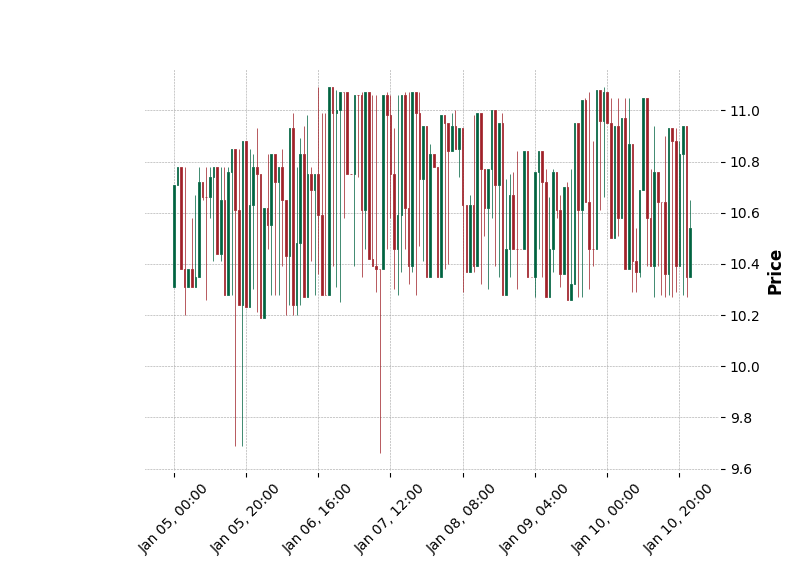 11.0
10.8
10.6
10.4
10.2
10.0
9.8
9.6
Price
Jan 05, 00:00
Jan 05, 20:00
Jan 06, 16:00
Jan 07, 12:00
Jan 08, 08:00
Jan 09, 04:00
Jan 10, 00:00
Jan 10, 20:00